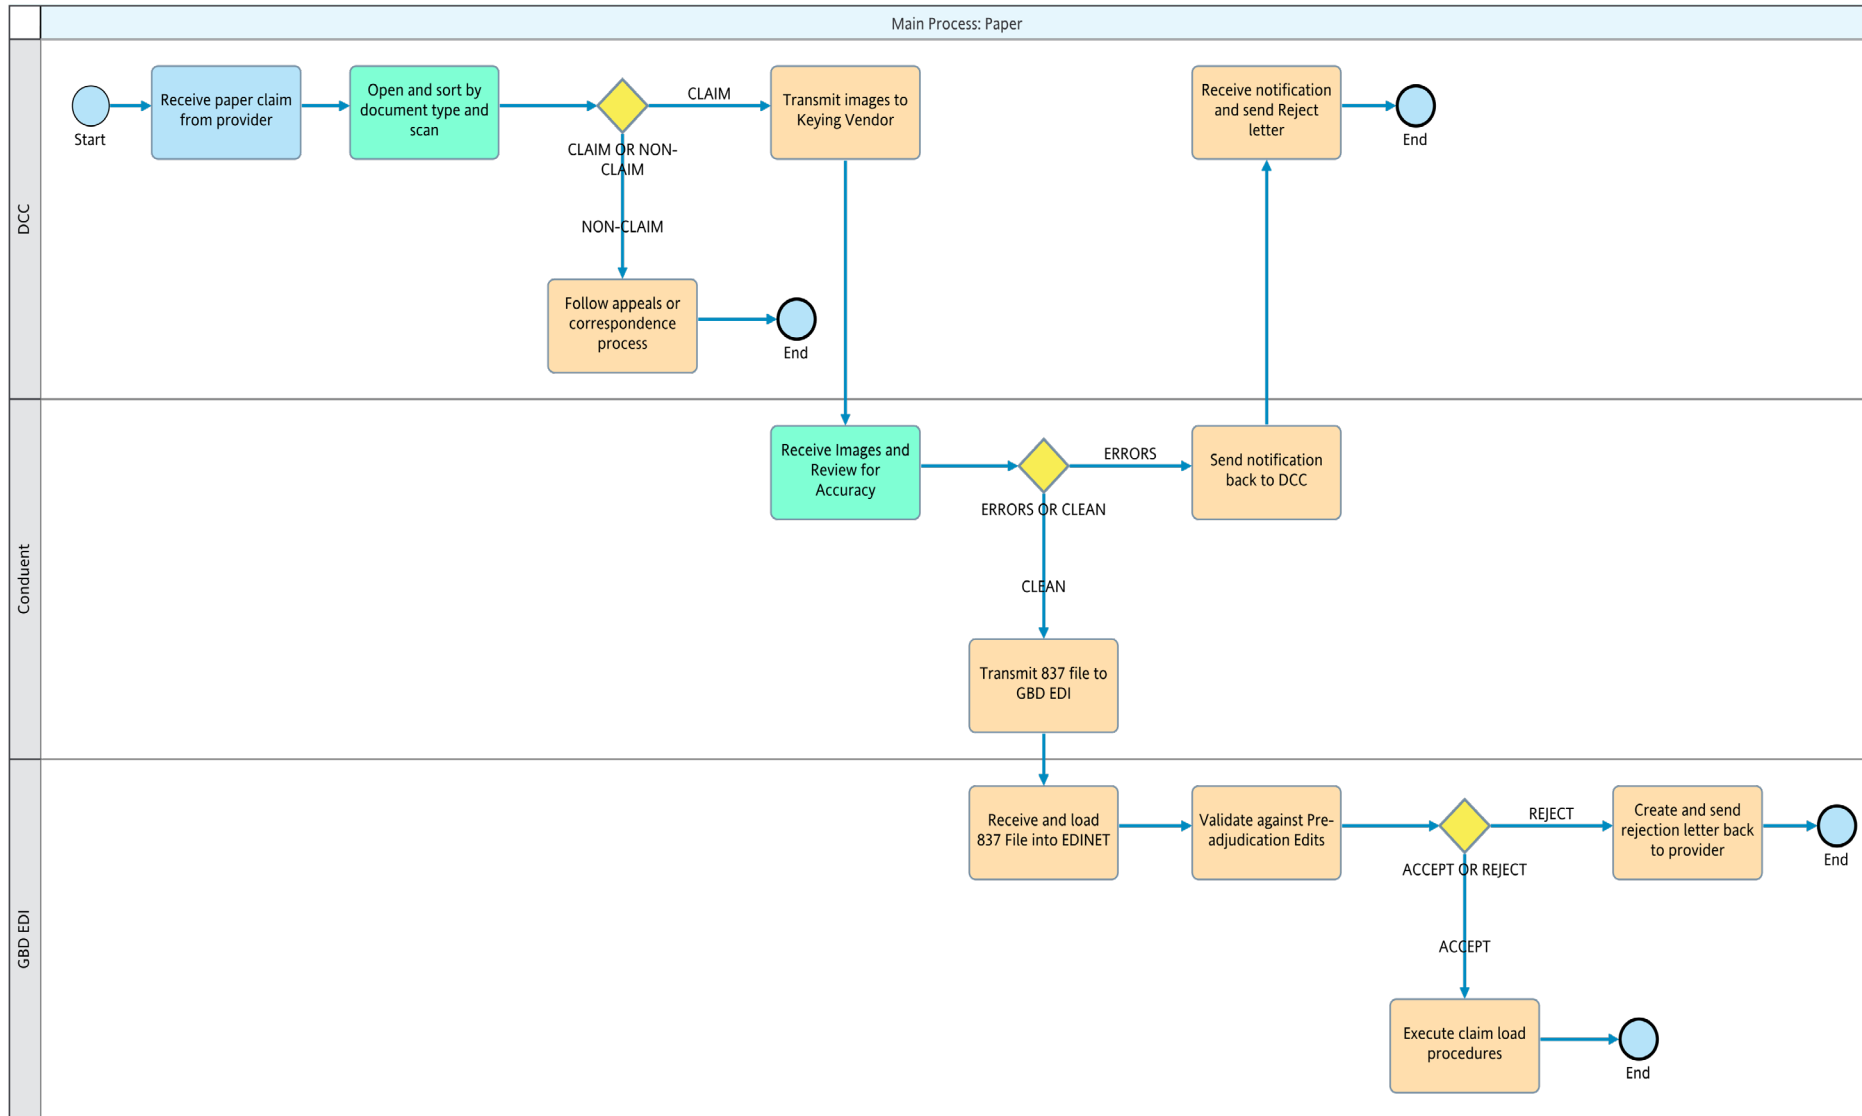 Main Process: Paper
DCC
Start
Receive paper claim
from provider
Open and sort by
document type and
scan
CLAIM OR NON-
CLAIM
CLAIM
NON-CLAIM
Transmit images to
Keying Vendor
Receive notification
and send Reject
letter
End
Follow appeals or
correspondence
process
End
Conduent
Receive Images and
Review for
Accuracy
ERRORS OR CLEAN
ERRORS
CLEAN
Send notification
back to DCC
Transmit 837 file to
GBD EDI
GBD EDI
Receive and load
837 File into EDINET
Validate against Pre-
adjudication Edits
ACCEPT OR REJECT
REJECT
ACCEPT
Create and send
rejection letter back
to provider
End
Execute claim load
procedures
End